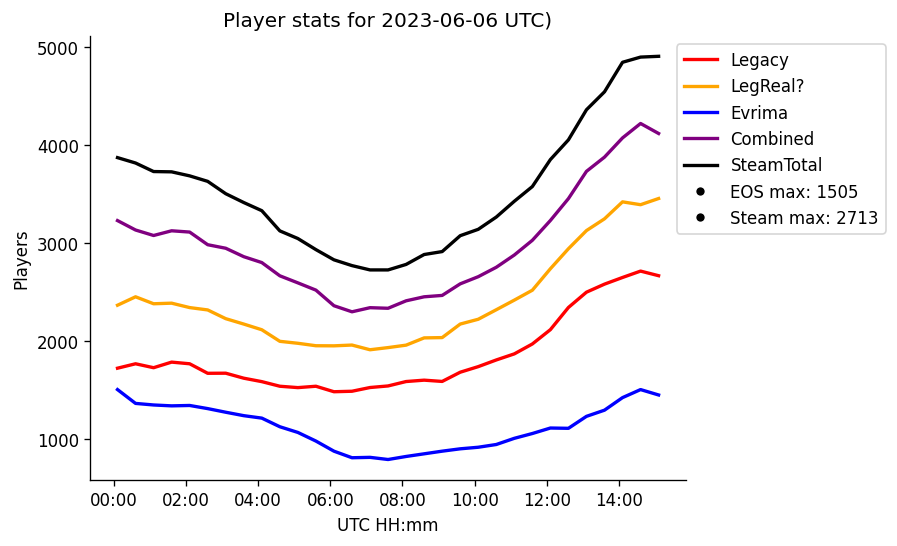 Player stats for 2023-06-06 UTC)
5000
4000
3000
2000
1000
Players
00:00 02:00 04:00 06:00 08:00 10:00 12:00 14:00
UTC HH:mm
Legacy
LegReal?
Evrima
Combined
SteamTotal
EOS max: 1505
Steam max: 2713